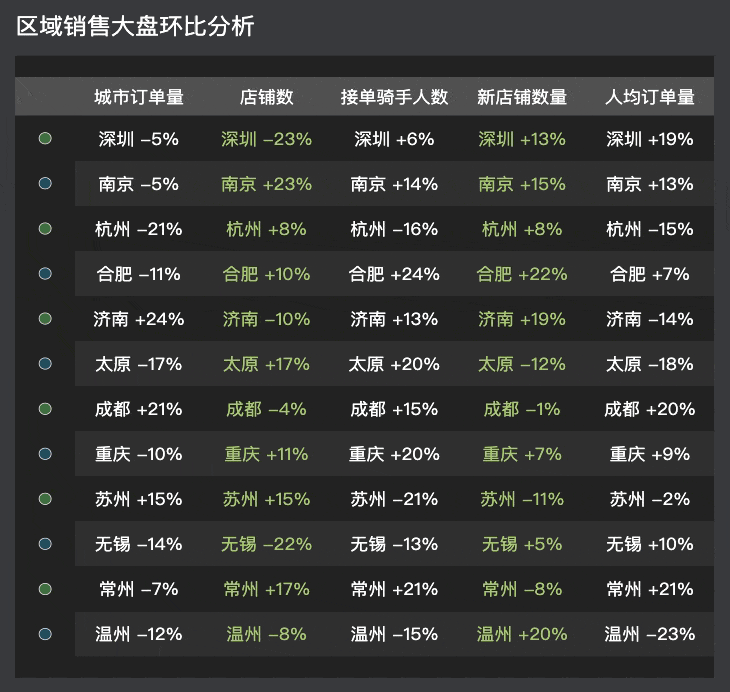 区域销售大盘环比分析
城市订单量 店铺数 接单骑手人数 新店铺数量 人均订单量
深圳 –5% 深圳 –23% 深圳 +6% 深圳 +13% 深圳 +19%
南京 –5% 南京 +23% 南京 +14% 南京 +15% 南京 +13%
杭州 –21% 杭州 +8% 杭州 –16% 杭州 +8% 杭州 –15%
合肥 –11% 合肥 +10% 合肥 +24% 合肥 +22% 合肥 +7%
济南 +24% 济南 –10% 济南 +13% 济南 +19% 济南 –14%
太原 –17% 太原 +17% 太原 +20% 太原 –12% 太原 –18%
成都 +21% 成都 –4% 成都 +15% 成都 –1% 成都 +20%
重庆 –10% 重庆 +11% 重庆 +20% 重庆 +7% 重庆 +9%
苏州 +15% 苏州 +15% 苏州 –21% 苏州 –11% 苏州 –2%
无锡 –14% 无锡 –22% 无锡 –13% 无锡 +5% 无锡 +10%
常州 –7% 常州 +17% 常州 +21% 常州 –8% 常州 +21%
温州 –12% 温州 –8% 温州 –15% 温州 +20% 温州 –23%